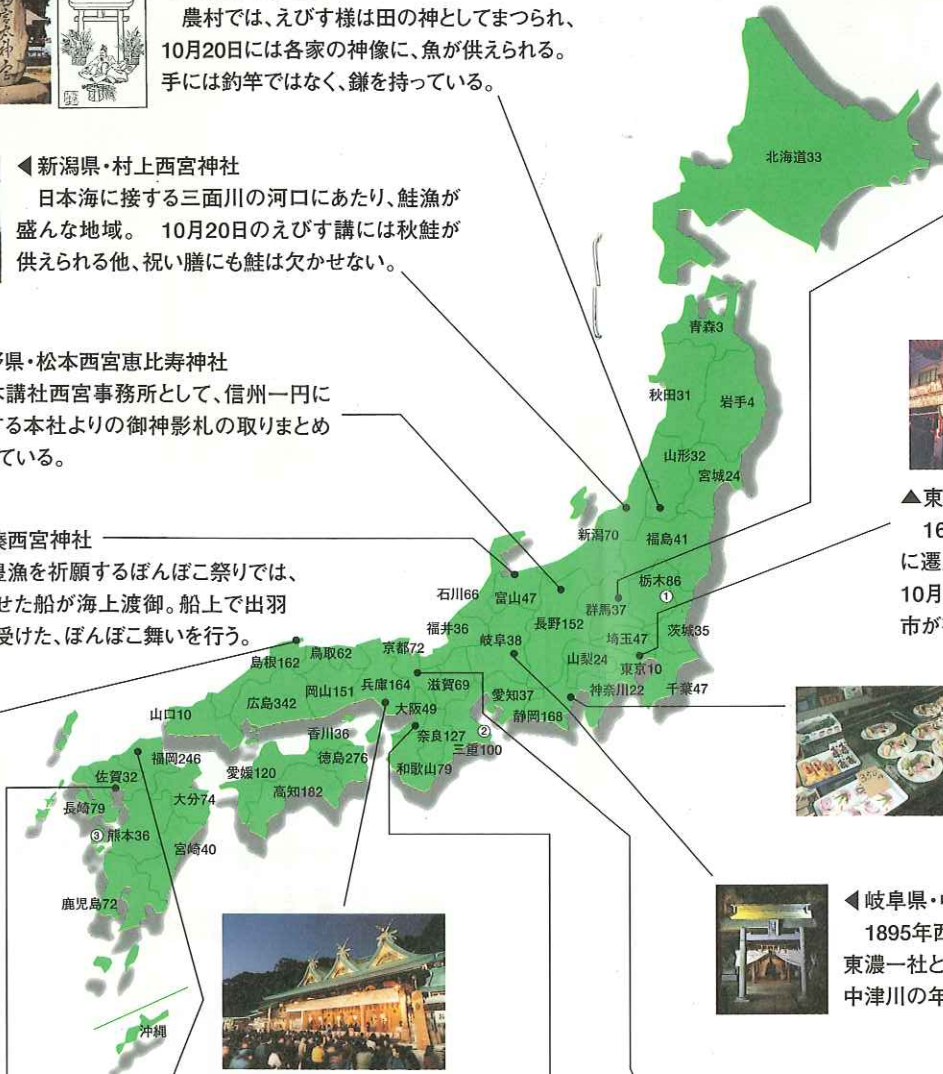 農村では、えびす様は田の神としてまつられ、
10月20日には各家の神像に、魚が供えられる。
手には釣竿ではなく、鎌を持っている。
◀新潟県・村上西宮神社
日本海に接する三面川の河口にあたり、鮭漁が
盛んな地域。　10月20日のえびす講には秋鮭が
供えられる他、祝い膳にも鮭は欠かせない。
県・松本西宮恵比寿神社
講社西宮事務所として、信州一円に
する本社よりの御神影札の取りまとめ
ている。
西宮神社
豊漁を祈願するぼんぼこ祭りでは、
せた船が海上渡御。船上で出羽
受けた、ぼんぼこ舞いを行う。
北海道33
青森3
秋田31
岩手4
山形32
宮城24
新潟70
福島41
栃木86
①
石川66
富山47
群馬37
長野152
茨城35
福井36
岐阜38
埼玉47
山梨24
東京10
神奈川22
千葉47
島根162
鳥取62
京都72
兵庫164
滋賀69
愛知37
静岡168
山口10
広島342
岡山151
大阪49
奈良127
②
三重100
和歌山79
香川36
徳島276
愛媛120
高知182
福岡246
佐賀32
大分74
長崎79
③
熊本36
宮崎40
鹿児島72
沖縄
▲東
16
に遷
10月
市が
350円
◀岐阜県・中
1895年西
東濃一社と
中津川の年